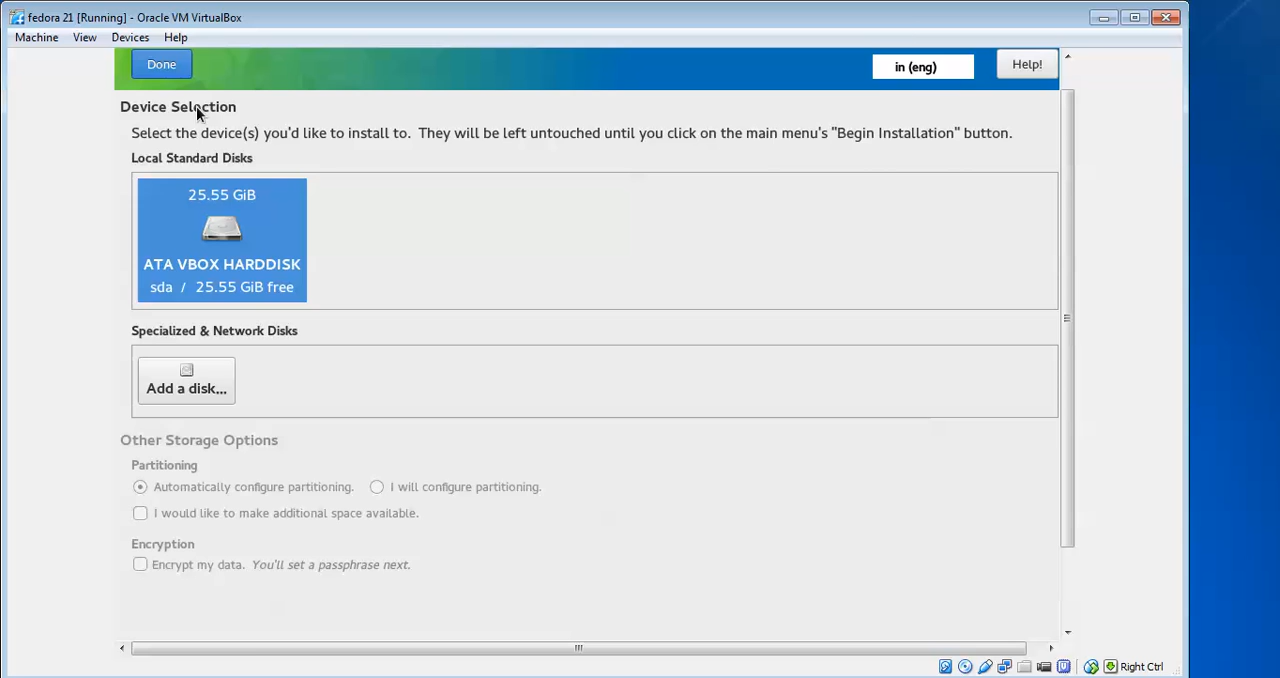 fedora 21 [Running] - Oracle VM VirtualBox
Machine View Devices Help
Done in (eng) Help!
Device Selection
Select the device(s) you'd like to install to. They will be left untouched until you click on the main menu's "Begin Installation" button.
Local Standard Disks
25.55 GiB
ATA VBOX HARDDISK
sda / 25.55 GiB free
Specialized & Network Disks
Add a disk...
Other Storage Options
Partitioning
Automatically configure partitioning. I will configure partitioning.
I would like to make additional space available.
Encryption
Encrypt my data. You'll set a passphrase next.
Right Ctrl